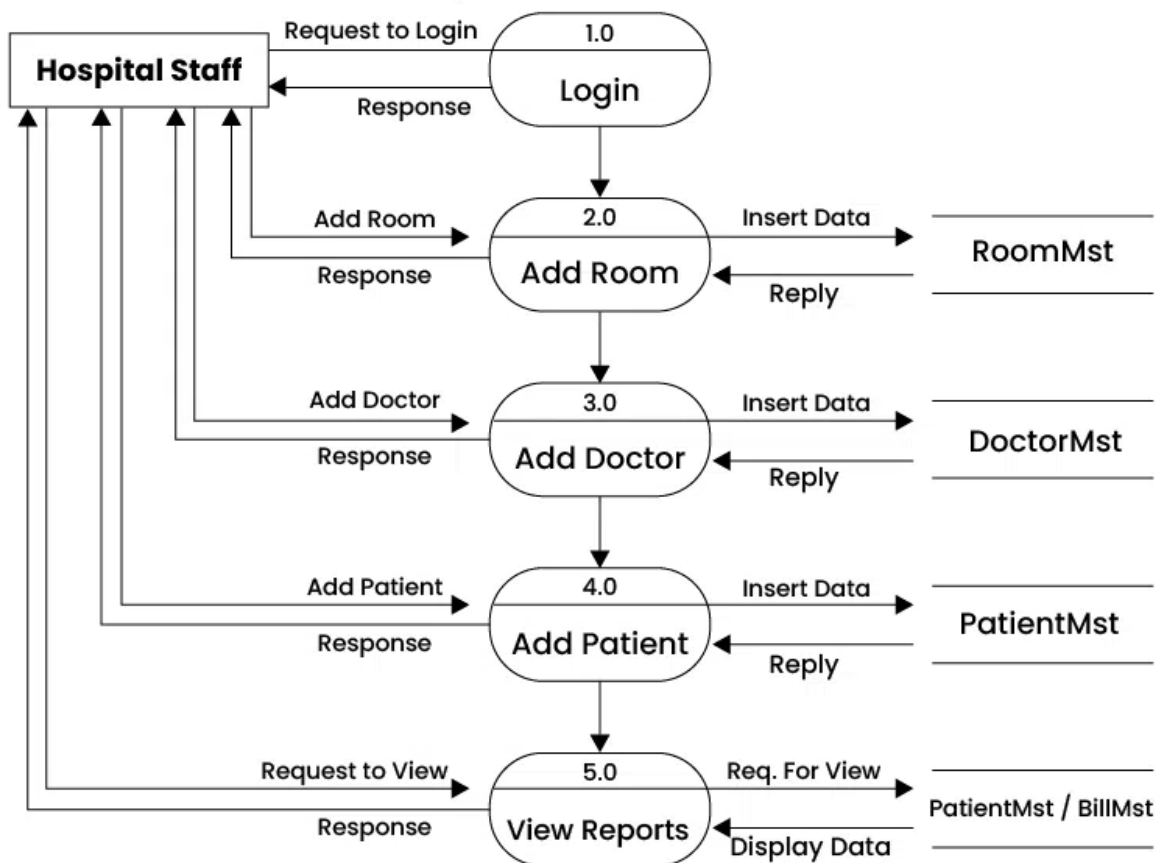 Request to Login
1.0
Hospital Staff
Login
Response
Add Room
2.0
Insert Data
RoomMst
Response
Add Room
Reply
Add Doctor
3.0
Insert Data
DoctorMst
Response
Add Doctor
Reply
Add Patient
4.0
Insert Data
PatientMst
Response
Add Patient
Reply
Request to View
5.0
Req. For View
PatientMst / BillMst
Response
View Reports
Display Data